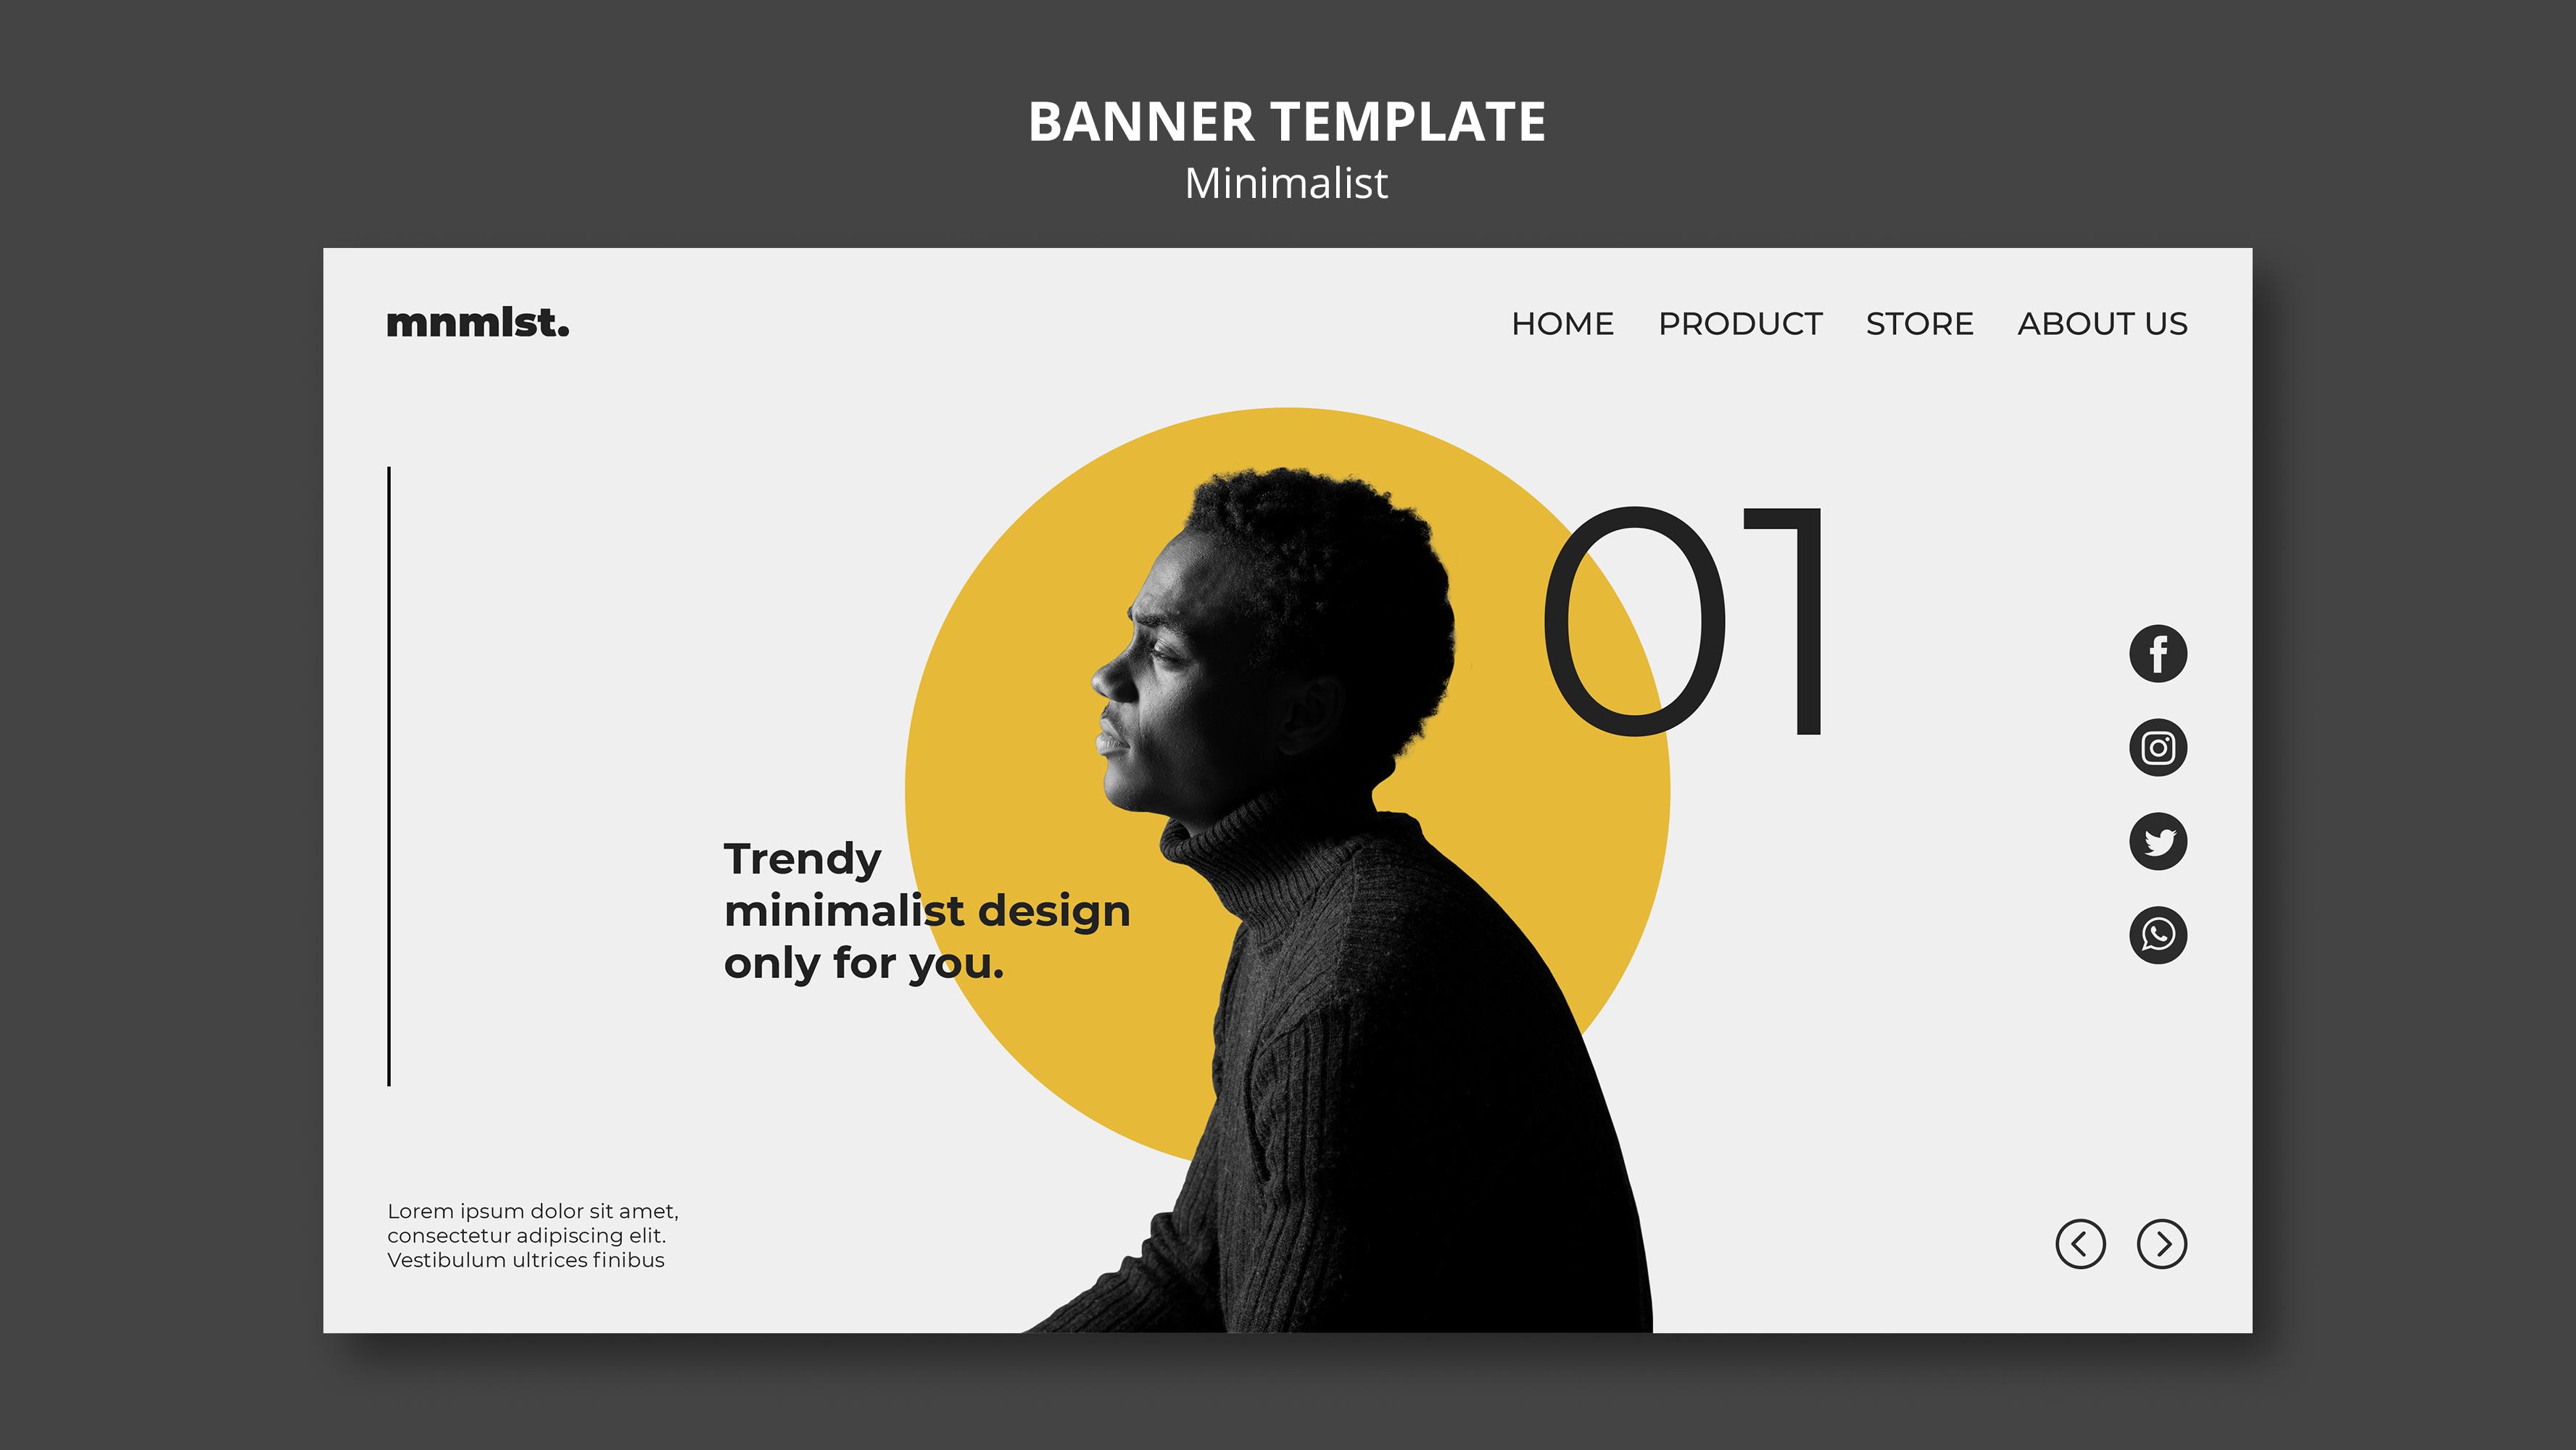 BANNER TEMPLATE
Minimalist
mnmlst.
HOME PRODUCT STORE ABOUT US
01
Trendy
minimalist design
only for you.
Lorem ipsum dolor sit amet,
consectetur adipiscing elit.
Vestibulum ultrices finibus